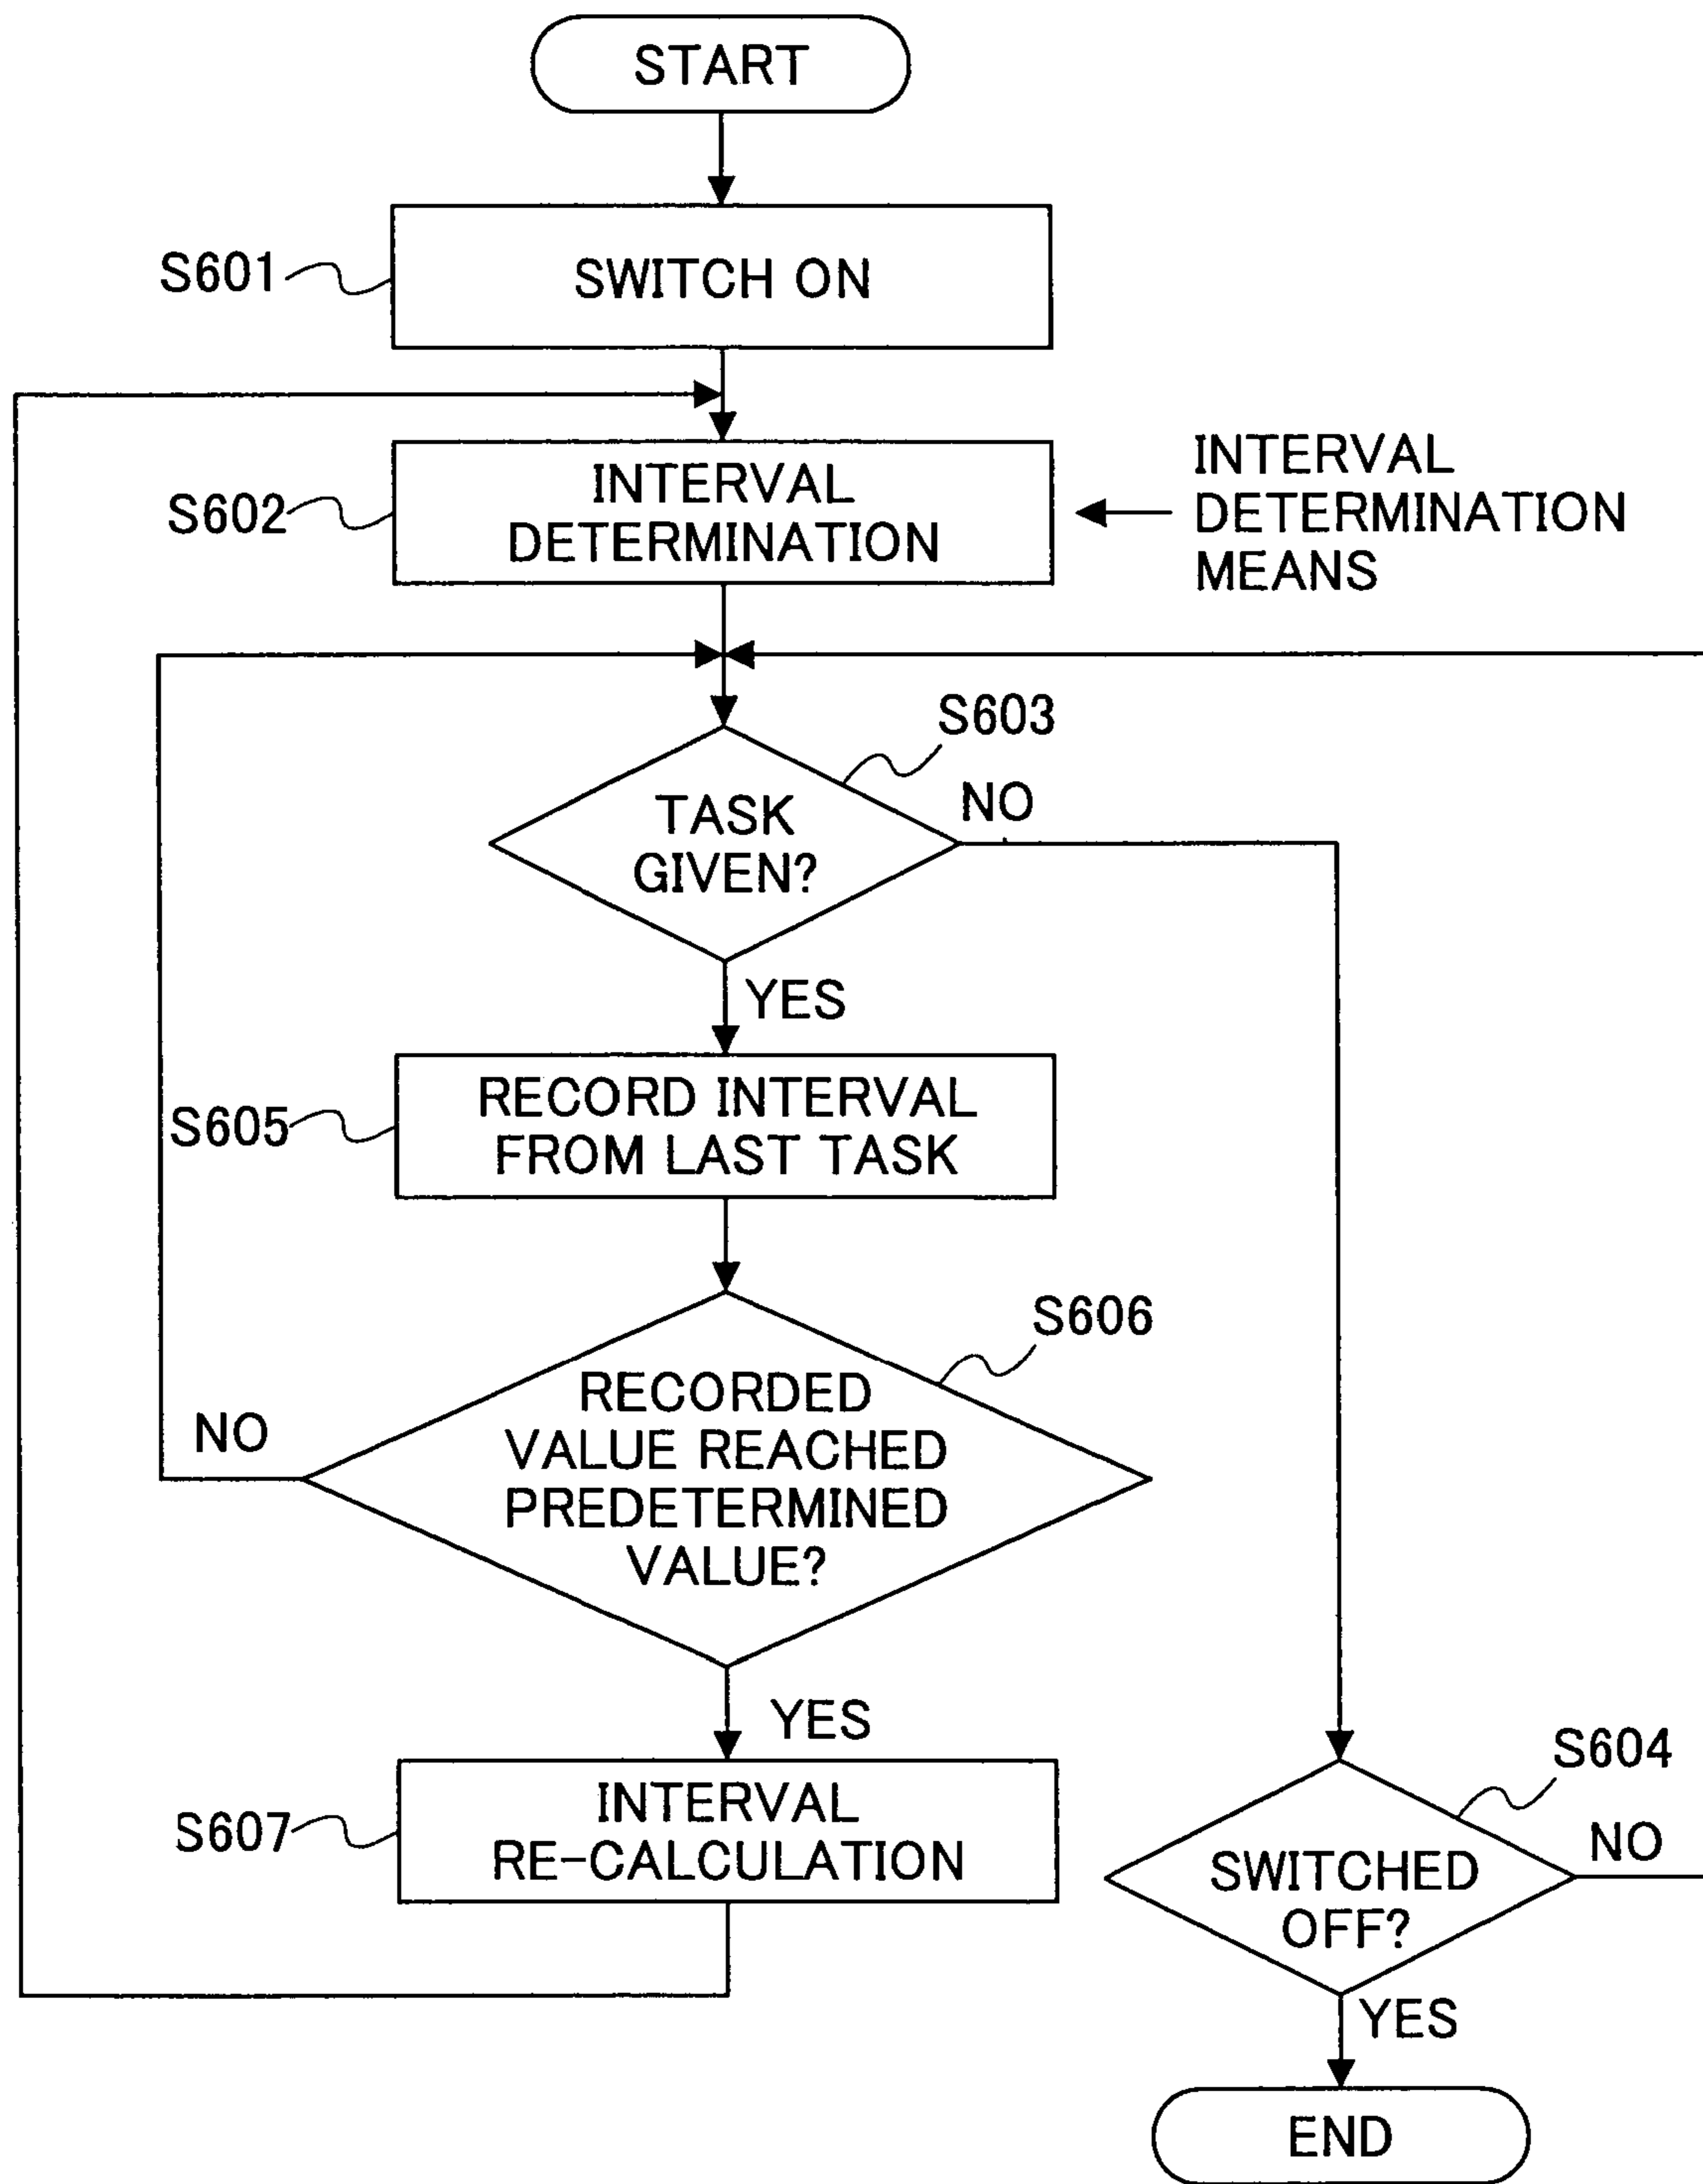 START
S601
SWITCH ON
S602
INTERVAL
DETERMINATION
INTERVAL
DETERMINATION
MEANS
S603
TASK
GIVEN?
NO
YES
S605
RECORD INTERVAL
FROM LAST TASK
S606
RECORDED
VALUE REACHED
PREDETERMINED
VALUE?
NO
YES
S607
INTERVAL
RE-CALCULATION
S604
SWITCHED
OFF?
NO
YES
END